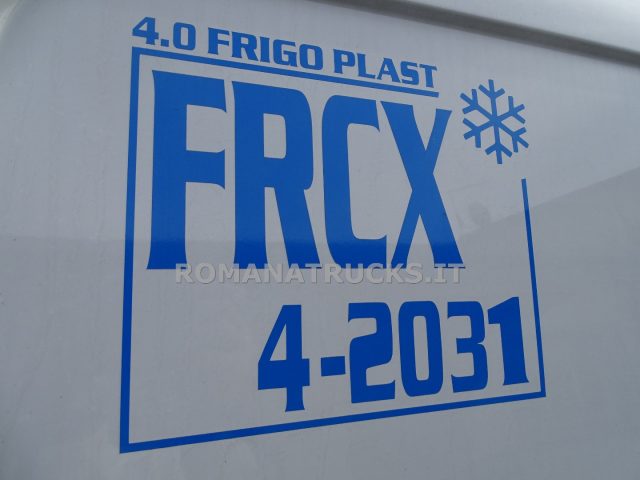 4.0 FRIGO PLAST
FRCX
ROMANATRUCKS.IT
4-2031